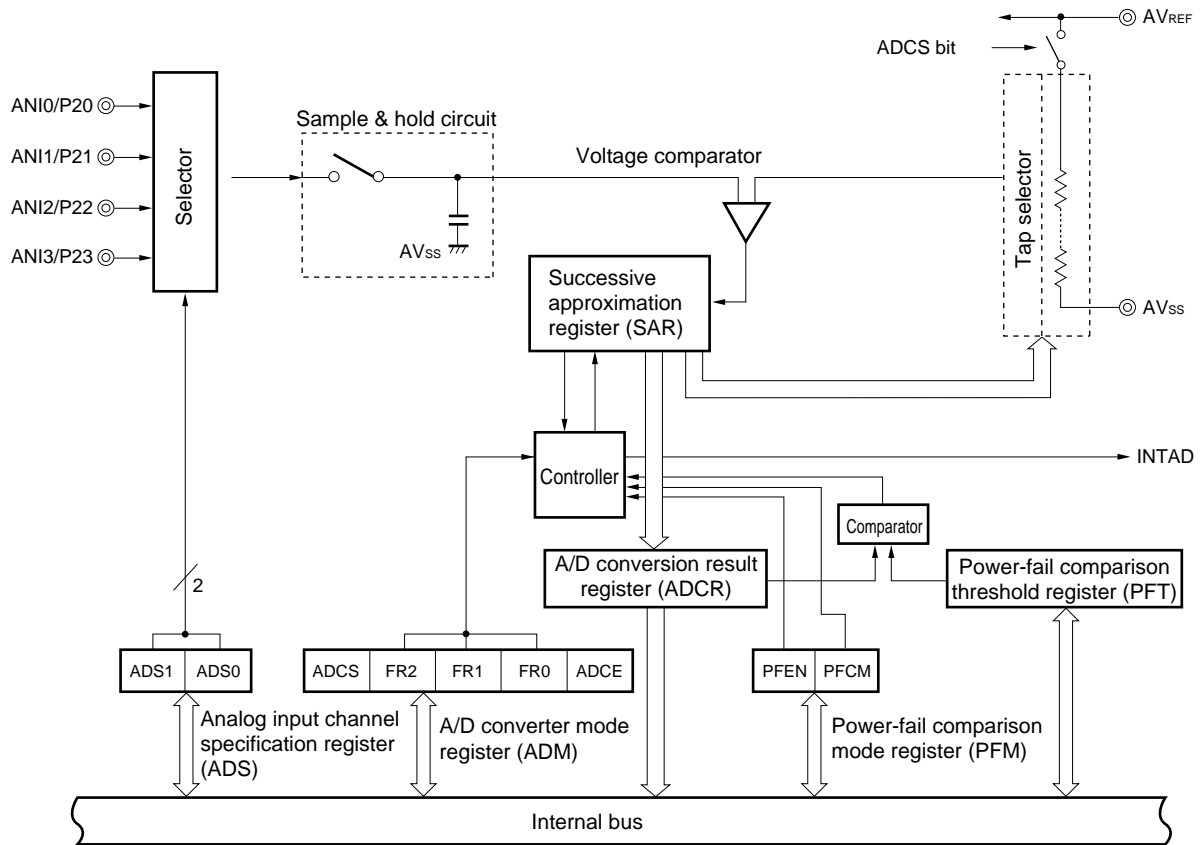 AVREF
ADCS bit
ANI0/P20
ANI1/P21
ANI2/P22
ANI3/P23
Selector
Sample & hold circuit
AVSS
Voltage comparator
Tap selector
AVSS
Successive
approximation
register (SAR)
Controller
INTAD
Comparator
A/D conversion result
register (ADCR)
Power-fail comparison
threshold register (PFT)
2
ADS1 ADS0
ADCS FR2 FR1 FR0 ADCE
PFEN PFCM
Analog input channel
specification register
(ADS)
A/D converter mode
register (ADM)
Power-fail comparison
mode register (PFM)
Internal bus